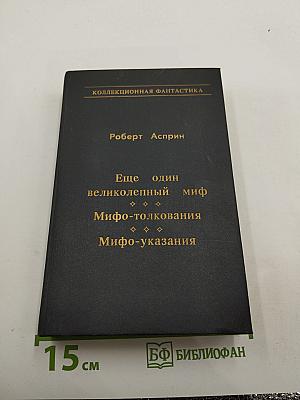 КОЛЛЕКЦИОННАЯ ФАНТАСТИКА
Роберт Асприн
Еще один
великолепный миф
Мифо-толкования
Мифо-указания
15 см
БФ БИБЛИОФАН